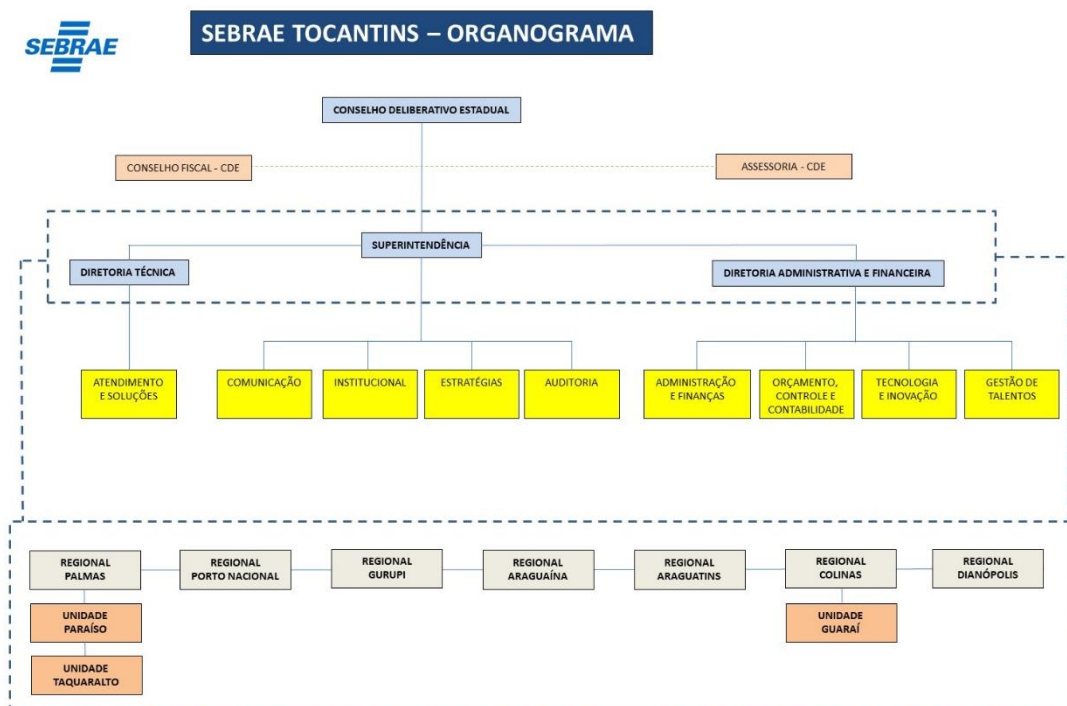 SEBRAE
SEBRAE TOCANTINS – ORGANOGRAMA
CONSELHO DELIBERATIVO ESTADUAL
CONSELHO FISCAL - CDE
ASSESSORIA - CDE
SUPERINTENDÊNCIA
DIRETORIA TÉCNICA
DIRETORIA ADMINISTRATIVA E FINANCEIRA
ATENDIMENTO
E SOLUÇÕES
COMUNICAÇÃO
INSTITUCIONAL
ESTRATÉGIAS
AUDITORIA
ADMINISTRAÇÃO
E FINANÇAS
ORÇAMENTO,
CONTROLE E
CONTABILIDADE
TECNOLOGIA
E INOVAÇÃO
GESTÃO DE
TALENTOS
REGIONAL
PALMAS
REGIONAL
PORTO NACIONAL
REGIONAL
GURUPI
REGIONAL
ARAGUAÍNA
REGIONAL
ARAGUATINS
REGIONAL
COLINAS
REGIONAL
DIANÓPOLIS
UNIDADE
PARAÍSO
UNIDADE
GUARAÍ
UNIDADE
TAQUARALTO